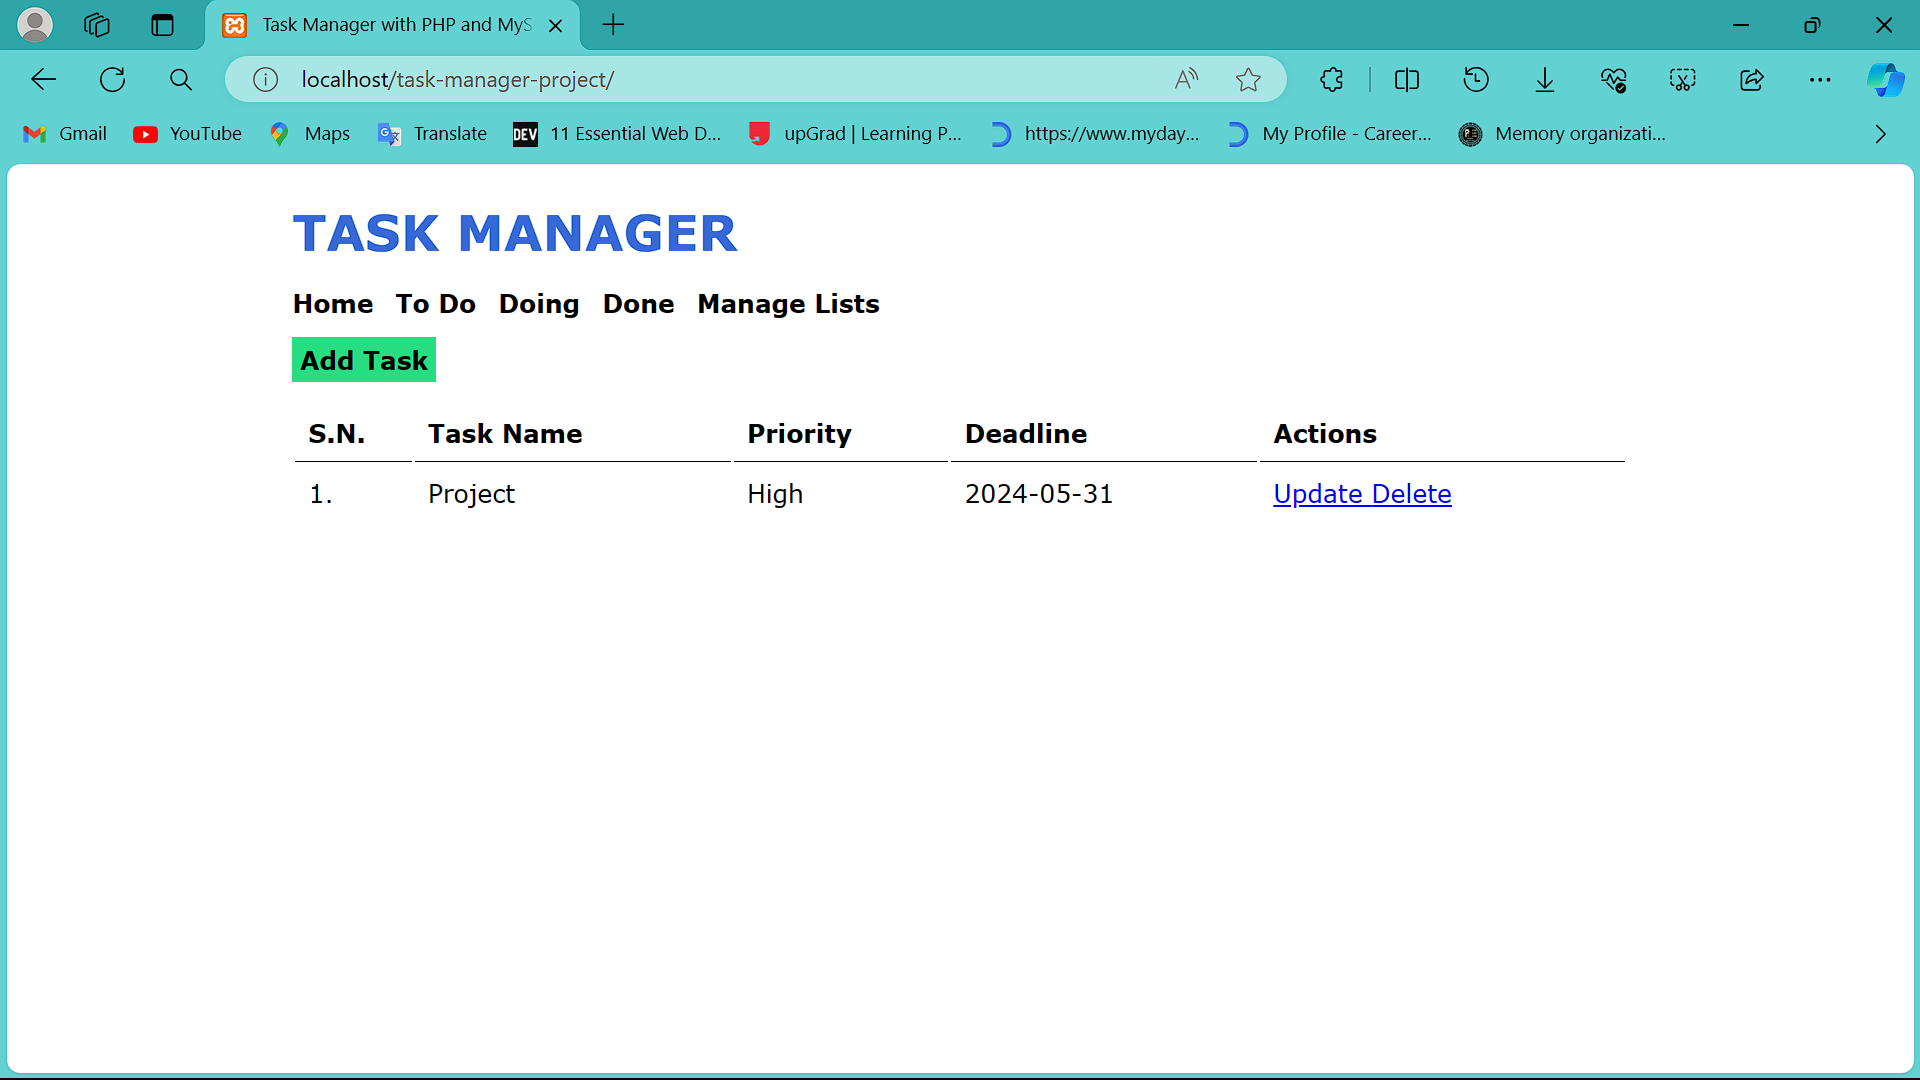 Task Manager with PHP and MyS
localhost/task-manager-project/
Gmail YouTube Maps Translate DEV 11 Essential Web D... upGrad | Learning P... https://www.myday... My Profile - Career... Memory organizati...
TASK MANAGER
Home To Do Doing Done Manage Lists
Add Task
S.N. Task Name Priority Deadline Actions
1. Project High 2024-05-31 Update Delete